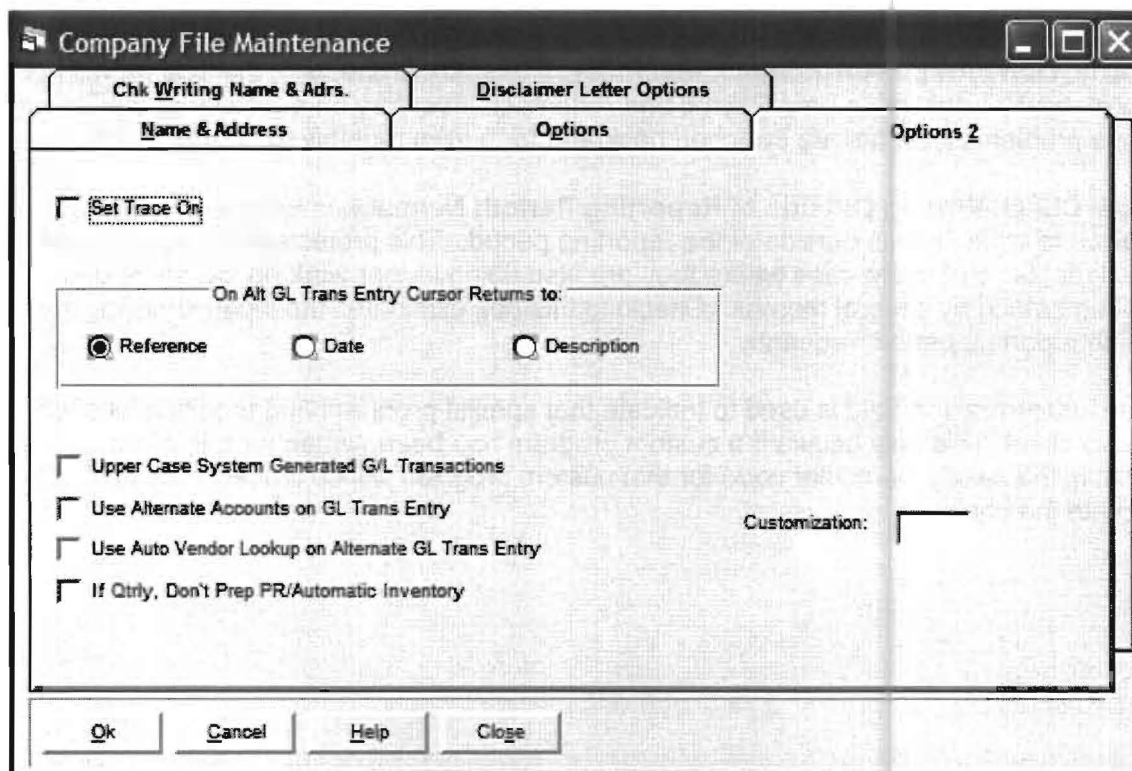 Company File Maintenance
Chk Writing Name & Adrs. Disclaimer Letter Options
Name & Address Options Options 2
Set Trace On
On Alt GL Trans Entry Cursor Returns to:
Reference Date Description
Upper Case System Generated G/L Transactions
Use Alternate Accounts on GL Trans Entry
Customization:
Use Auto Vendor Lookup on Alternate GL Trans Entry
If Qtrly, Don't Prep PR/Automatic Inventory
Ok Cancel Help Close